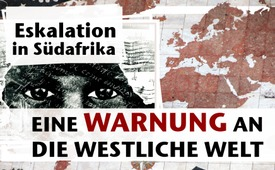 Eskalation
in Südafrika
EINE WARNUNG AN
DIE WESTLICHE WELT